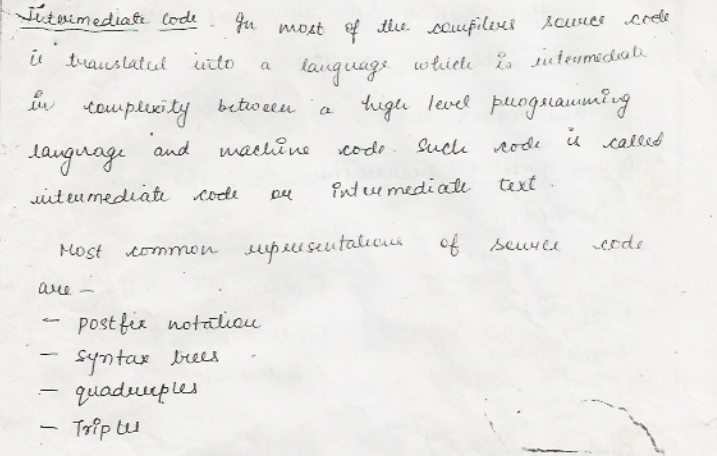 Intermediate Code. In most of the compilers source code
is translated into a language which is intermediate
in complexity between a high level programming
language and machine code. Such code is called
intermediate code or intermediate text.
Most common representations of source code
are -
- postfix notation
- syntax trees
- quadruples
- Triples